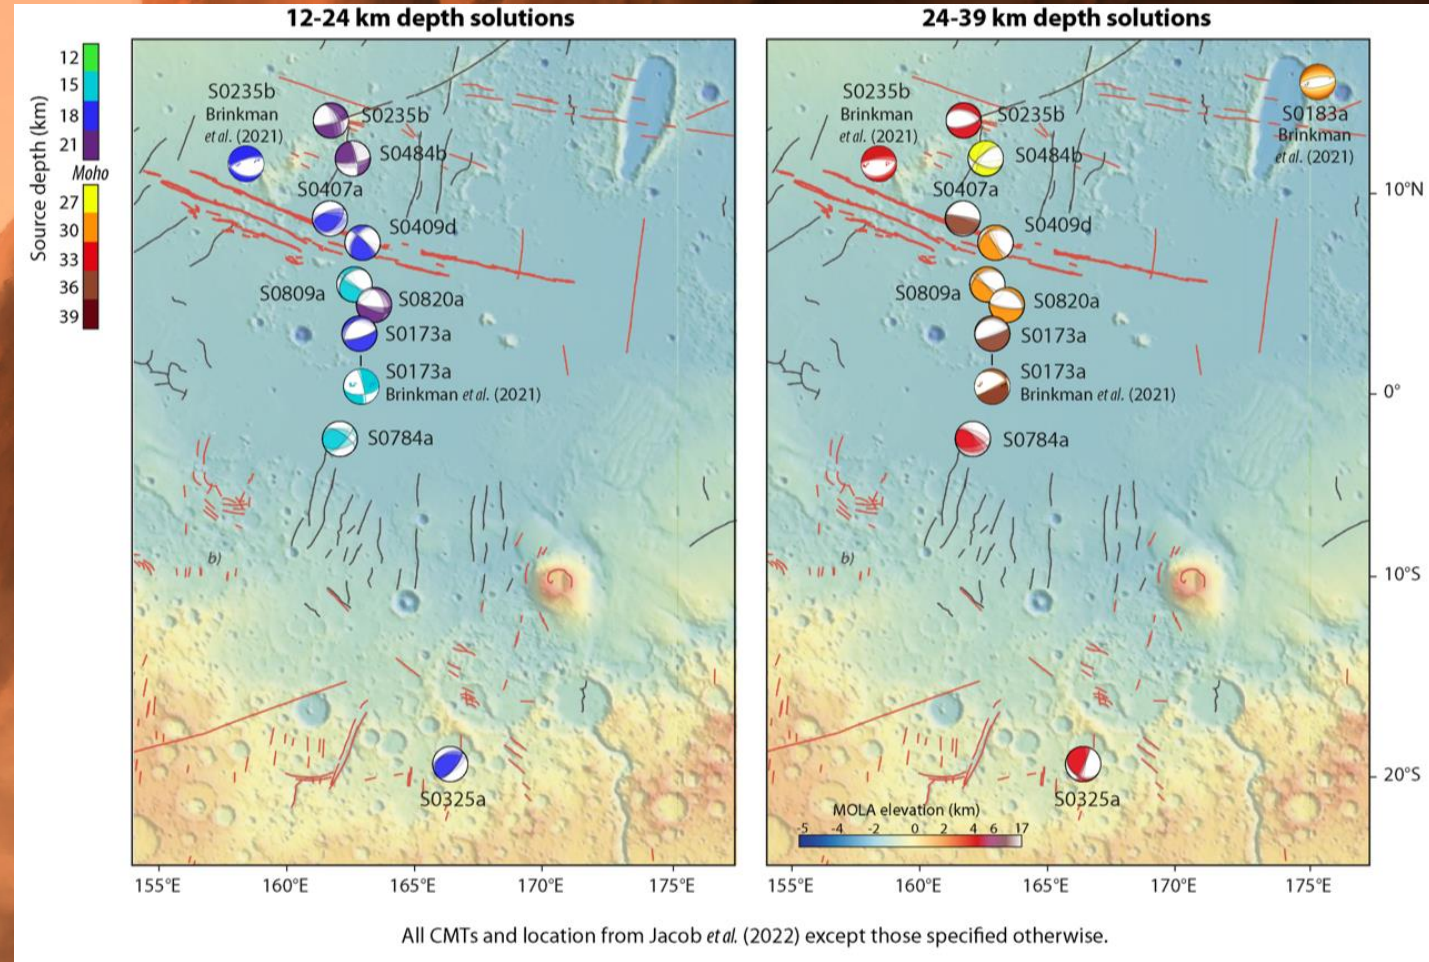 12-24 km depth solutions
24-39 km depth solutions
Source depth (km)
12
15
18
21
Moho
27
30
33
36
39
S0235b
Brinkman
et al. (2021)
S0235b
S0484b
S0407a
S0409d
S0809a
S0820a
S0173a
S0173a
Brinkman et al. (2021)
S0784a
b)
S0325a
155°E
160°E
165°E
170°E
175°E
S0235b
Brinkman
et al. (2021)
S0235b
S0183a
Brinkman
et al. (2021)
S0484b
S0407a
S0409d
S0809a
S0820a
S0173a
S0173a
Brinkman et al. (2021)
S0784a
b)
S0325a
MOLA elevation (km)
-5 -4 -2 0 2 4 6 17
10°N
0°
10°S
20°S
155°E
160°E
165°E
170°E
175°E
All CMTs and location from Jacob et al. (2022) except those specified otherwise.